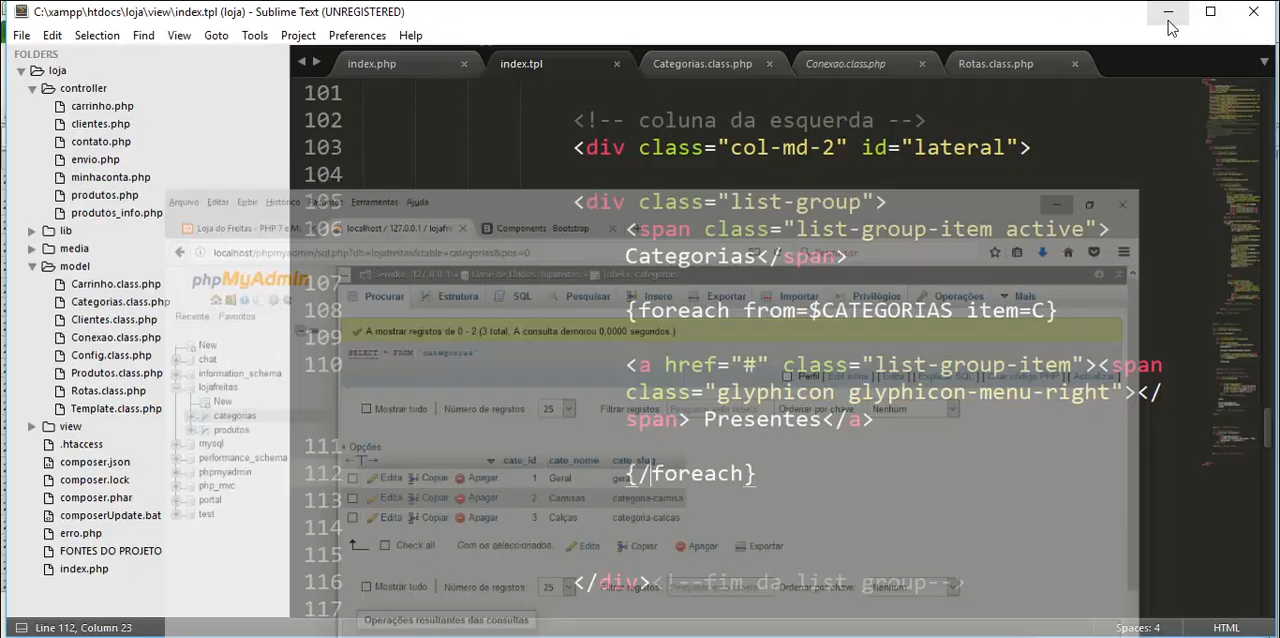 C:\xampp\htdocs\loja\view\index.tpl (loja) - Sublime Text (UNREGISTERED)
File Edit Selection Find View Goto Tools Project Preferences Help
FOLDERS
loja
controller
carrinho.php
clientes.php
contato.php
envio.php
minhaconta.php
produtos.php
produtos_info.php
lib
media
model
Carrinho.class.php
Categorias.class.php
Clientes.class.php
Conexao.class.php
Config.class.php
Produtos.class.php
Rotas.class.php
Template.class.php
view
.htaccess
composer.json
composer.lock
composer.phar
composerUpdate.bat
erro.php
FONTES DO PROJETO
index.php
index.php index.tpl Categorias.class.php Conexao.class.php Rotas.class.php
101
102 <!-- coluna da esquerda -->
103 <div class="col-md-2" id="lateral">
104
105 <div class="list-group">
106 <span class="list-group-item active">
Categorias</span>
107
108 {foreach from=$CATEGORIAS item=C}
109
110 <a href="#" class="list-group-item"><span
class="glyphicon glyphicon-menu-right"></
span> Presentes</a>
111
112 {/foreach}
113
114
115
116 </div><!--fim da list group-->
117
Arquivo Editar Exibir Histórico Ferramentas Ajuda
Loja do Freitas - PHP 7 e M localhost / 127.0.0.1 / lojafre Components · Bootstrap
localhost/phpmyadmin/sql.php?db=lojafreitas&table=categorias&pos=0
phpMyAdmin
Recente Favoritos
New
chat
information_schema
lojafreitas
New
categorias
produtos
mysql
performance_schema
phpmyadmin
php_mvc
portal
test
Procurar Estrutura SQL Pesquisar Insere Exportar Importar Privilégios Operações Mais
A mostrar registos de 0 - 2 (3 total, A consulta demorou 0,0000 segundos.)
SELECT * FROM `categorias`
Mostrar tudo Número de registos: 25 Filtrar registos: Ordenar por chave: Nenhum
+ Opções
cate_id cate_nome cate_slug
Edita Copiar Apagar 1 Geral geral
Edita Copiar Apagar 2 Camisas categoria-camisa
Edita Copiar Apagar 3 Calças categoria-calcas
Check all Com os seleccionados: Edita Copiar Apagar Exportar
Mostrar tudo Número de registos: 25 Ordenar por chave: Nenhum
Operações resultantes das consultas
Line 112, Column 23 Spaces: 4 HTML